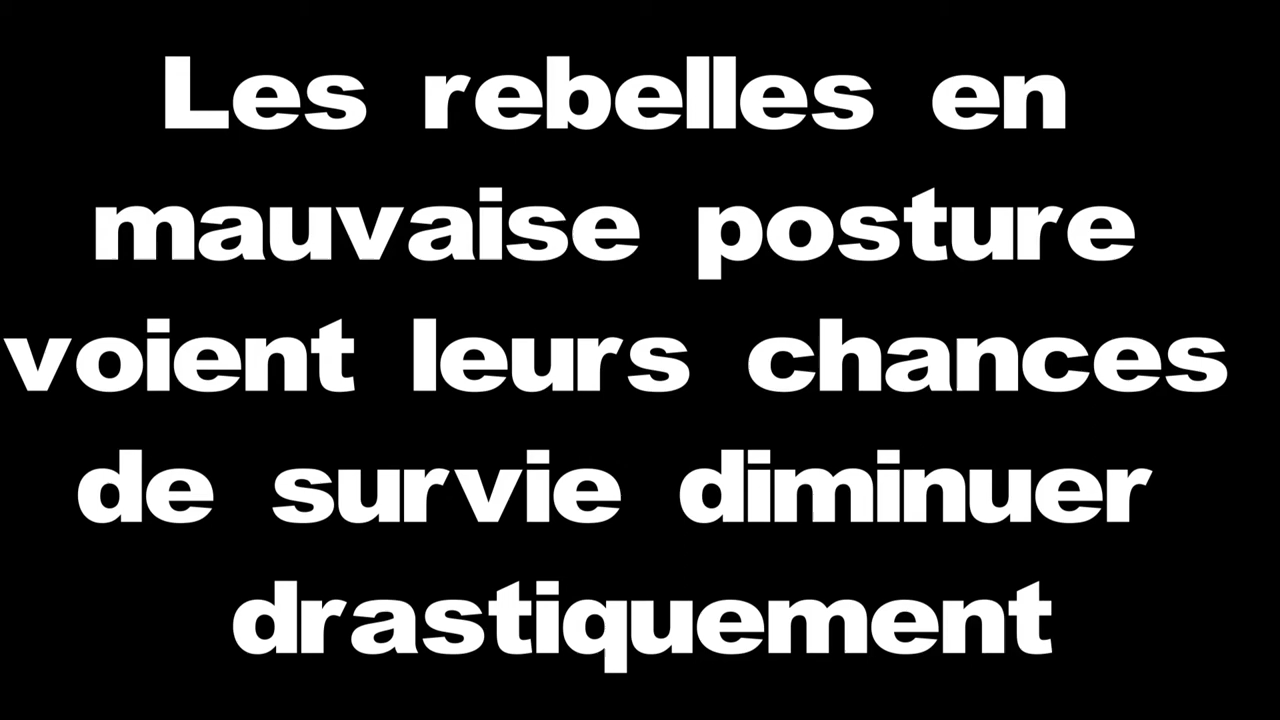 Les rebelles en
mauvaise posture
voient leurs chances
de survie diminuer
drastiquement